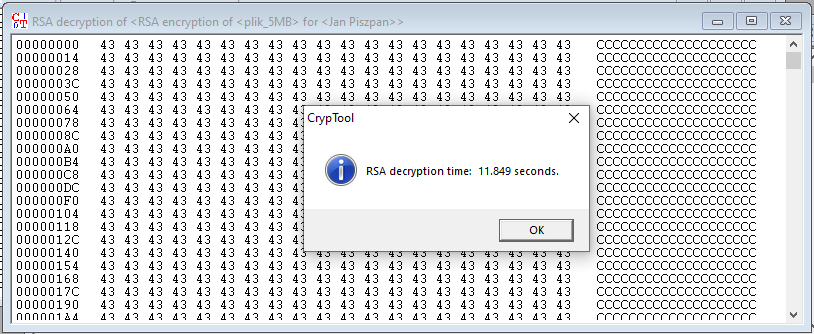 RSA decryption of <RSA encryption of <plik_5MB> for <Jan Piszpan>>
00000000 43 43 43 43 43 43 43 43 43 43 43 43 43 43 43 43 43 43 43 43 CCCCCCCCCCCCCCCCCCCC
00000014 43 43 43 43 43 43 43 43 43 43 43 43 43 43 43 43 43 43 43 43 CCCCCCCCCCCCCCCCCCCC
00000028 43 43 43 43 43 43 43 43 43 43 43 43 43 43 43 43 43 43 43 43 CCCCCCCCCCCCCCCCCCCC
0000003C 43 43 43 43 43 43 43 43 43 43 43 43 43 43 43 43 43 43 43 43 CCCCCCCCCCCCCCCCCCCC
00000050 43 43 43 43 43 43 43 43 43 43 43 43 43 43 43 43 43 43 43 43 CCCCCCCCCCCCCCCCCCCC
00000064 43 43 43 43 43 43 43 43 CCCCCCCCCCCCCCCCCCCC
00000078 43 43 43 43 43 43 43 43 CCCCCCCCCCCCCCCCCCCC
0000008C 43 43 43 43 43 43 43 43 CCCCCCCCCCCCCCCCCCCC
000000A0 43 43 43 43 43 43 43 43 CCCCCCCCCCCCCCCCCCCC
000000B4 43 43 43 43 43 43 43 43 CCCCCCCCCCCCCCCCCCCC
000000C8 43 43 43 43 43 43 43 43 CCCCCCCCCCCCCCCCCCCC
000000DC 43 43 43 43 43 43 43 43 CCCCCCCCCCCCCCCCCCCC
000000F0 43 43 43 43 43 43 43 43 CCCCCCCCCCCCCCCCCCCC
00000104 43 43 43 43 43 43 43 43 CCCCCCCCCCCCCCCCCCCC
00000118 43 43 43 43 43 43 43 43 CCCCCCCCCCCCCCCCCCCC
0000012C 43 43 43 43 43 43 43 43 CCCCCCCCCCCCCCCCCCCC
00000140 43 43 43 43 43 43 43 43 43 43 43 43 43 43 43 43 43 43 43 43 CCCCCCCCCCCCCCCCCCCC
00000154 43 43 43 43 43 43 43 43 43 43 43 43 43 43 43 43 43 43 43 43 CCCCCCCCCCCCCCCCCCCC
00000168 43 43 43 43 43 43 43 43 43 43 43 43 43 43 43 43 43 43 43 43 CCCCCCCCCCCCCCCCCCCC
0000017C 43 43 43 43 43 43 43 43 43 43 43 43 43 43 43 43 43 43 43 43 CCCCCCCCCCCCCCCCCCCC
00000190 43 43 43 43 43 43 43 43 43 43 43 43 43 43 43 43 43 43 43 43 CCCCCCCCCCCCCCCCCCCC
000001A4 43 43 43 43 43 43 43 43 43 43 43 43 43 43 43 43 43 43 43 43 CCCCCCCCCCCCCCCCCCCC
CrypTool
RSA decryption time: 11.849 seconds.
OK